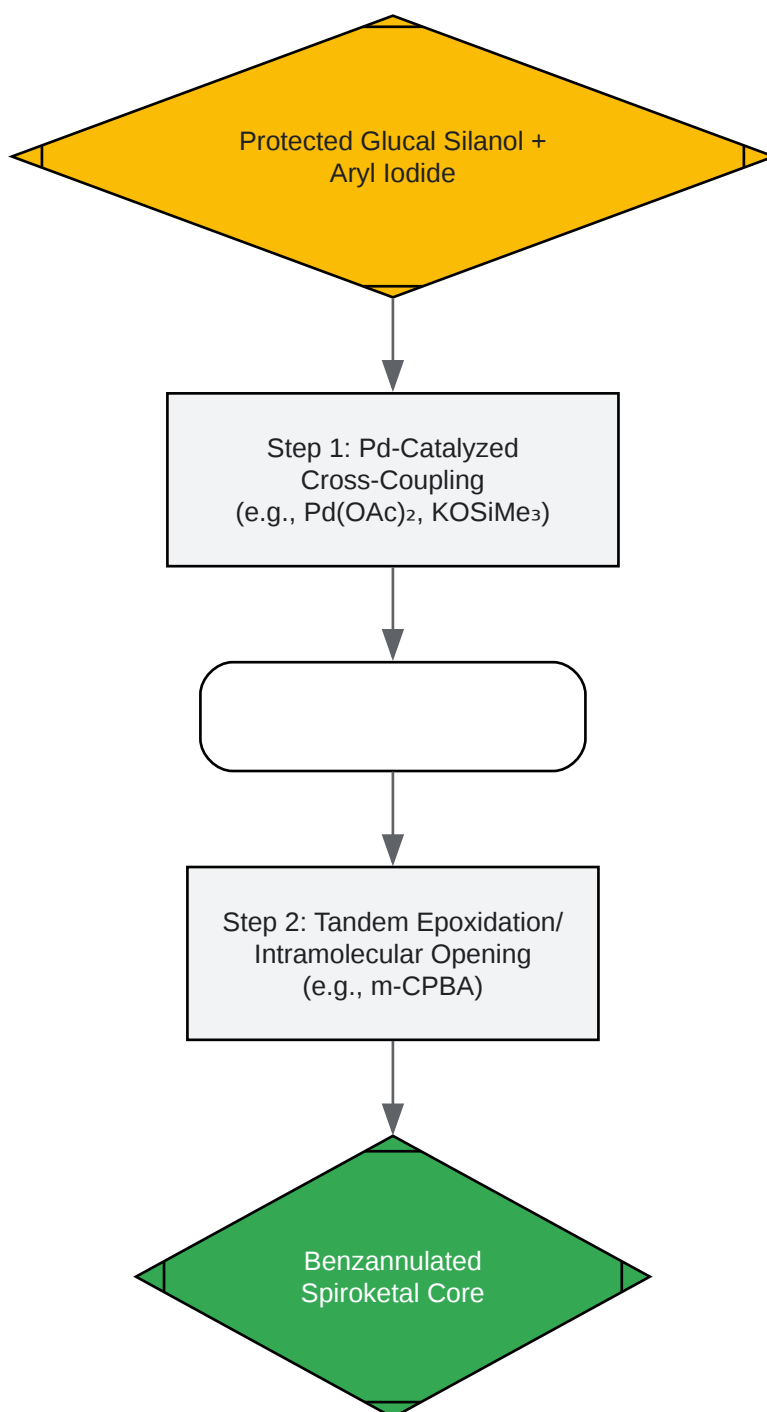 Protected Glucal Silanol +
Aryl Iodide
Step 1: Pd-Catalyzed
Cross-Coupling
(e.g., Pd(OAc)₂, KOSiMe₃)
Step 2: Tandem Epoxidation/
Intramolecular Opening
(e.g., m-CPBA)
Benzannulated
Spiroketal Core